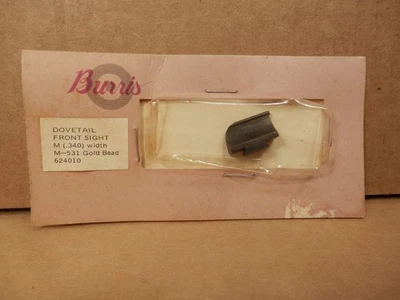 Burris
DOVETAIL
FRONT SIGHT
M (.340) width
M—531 Gold Bead
624010